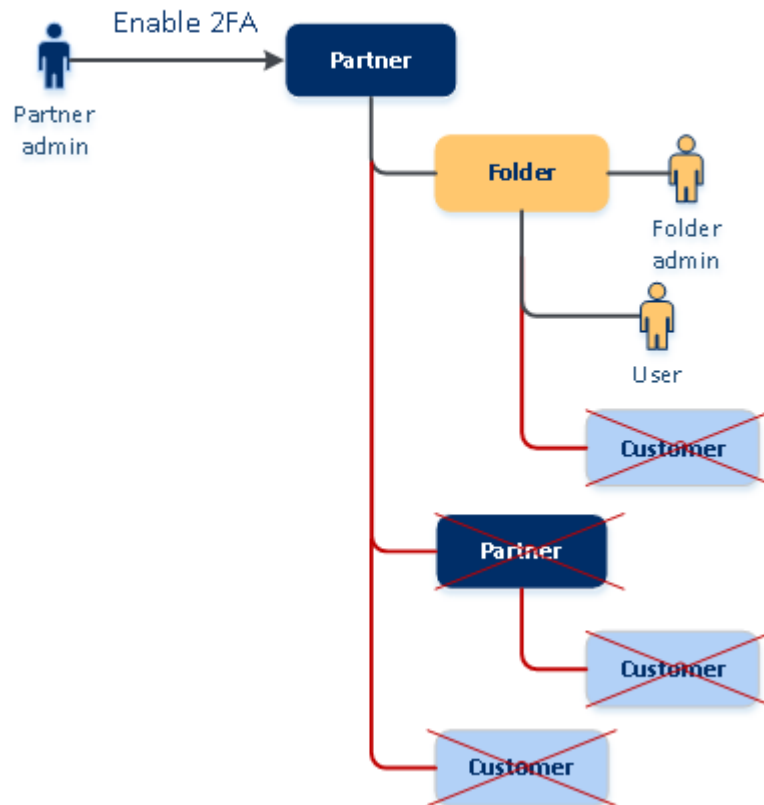 Enable 2FA
Partner
Partner
admin
Folder
Folder
admin
User
Customer
Partner
Customer
Customer